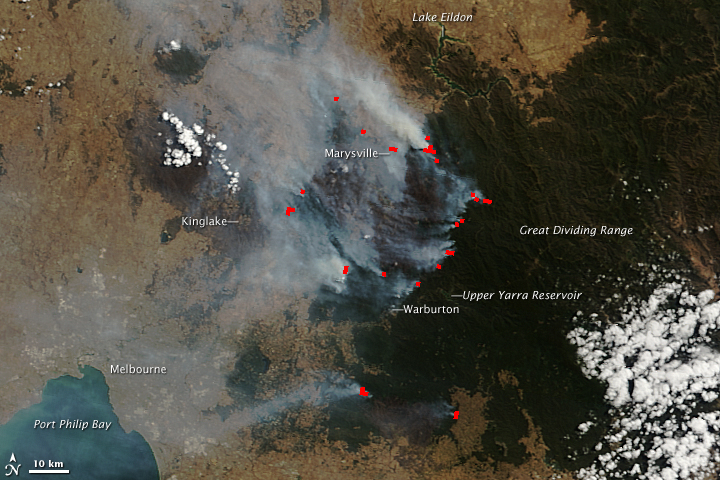 Lake Eildon
Marysville
Kinglake
Great Dividing Range
Upper Yarra Reservoir
Warburton
Melbourne
Port Philip Bay
N
10 km